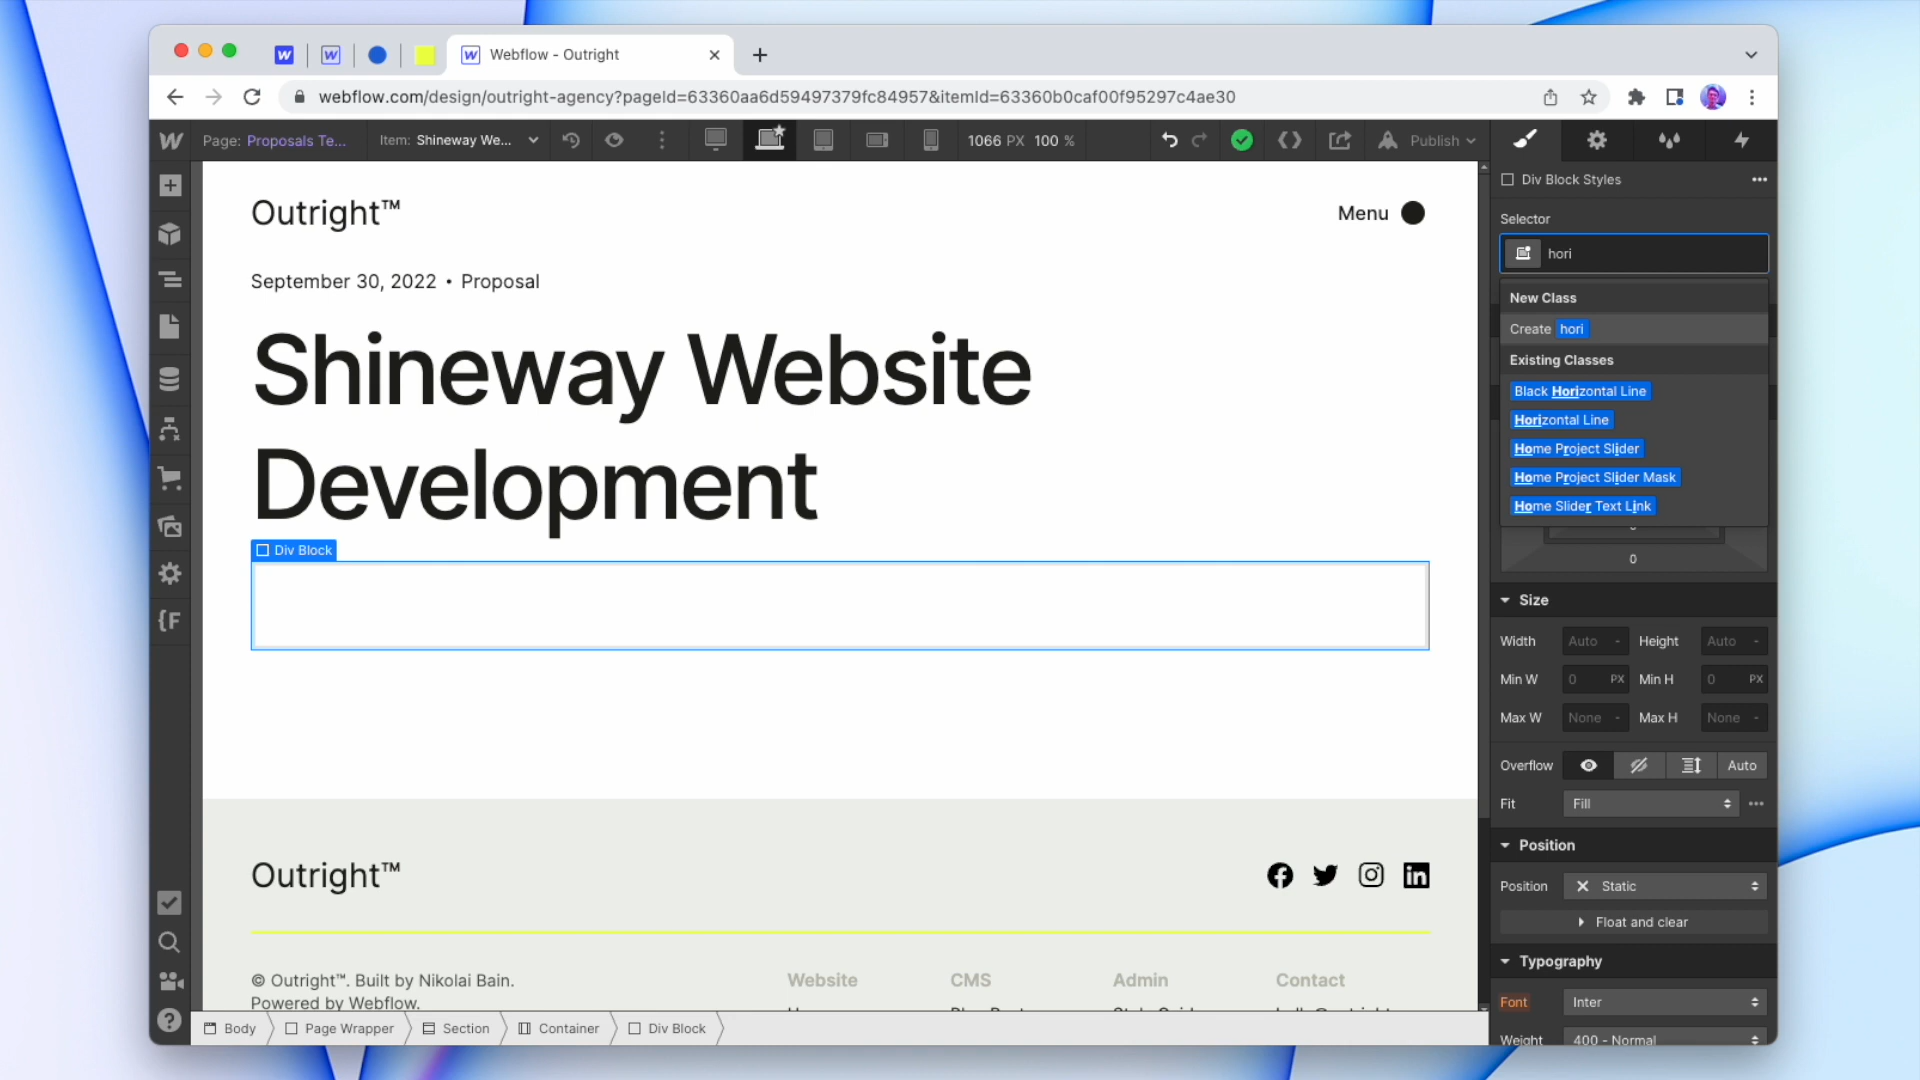 Webflow - Outright
webflow.com/design/outright-agency?pageId=63360aa6d59497379fc84957&itemId=63360b0caf00f95297c4ae30
Page: Proposals Te...
Item: Shineway We...
1066 PX 100 %
Publish
Div Block Styles
Selector
hori
New Class
Create hori
Existing Classes
Black Horizontal Line
Horizontal Line
Home Project Slider
Home Project Slider Mask
Home Slider Text Link
0
Size
Width Auto - Height Auto -
Min W 0 PX Min H 0 PX
Max W None - Max H None -
Overflow Auto
Fit Fill
Position
Position Static
Float and clear
Typography
Font Inter
Weight 400 - Normal
Outright™
Menu
September 30, 2022 • Proposal
Shineway Website
Development
Div Block
Outright™
© Outright™. Built by Nikolai Bain.
Powered by Webflow.
Website
CMS
Admin
Contact
Body
Page Wrapper
Section
Container
Div Block